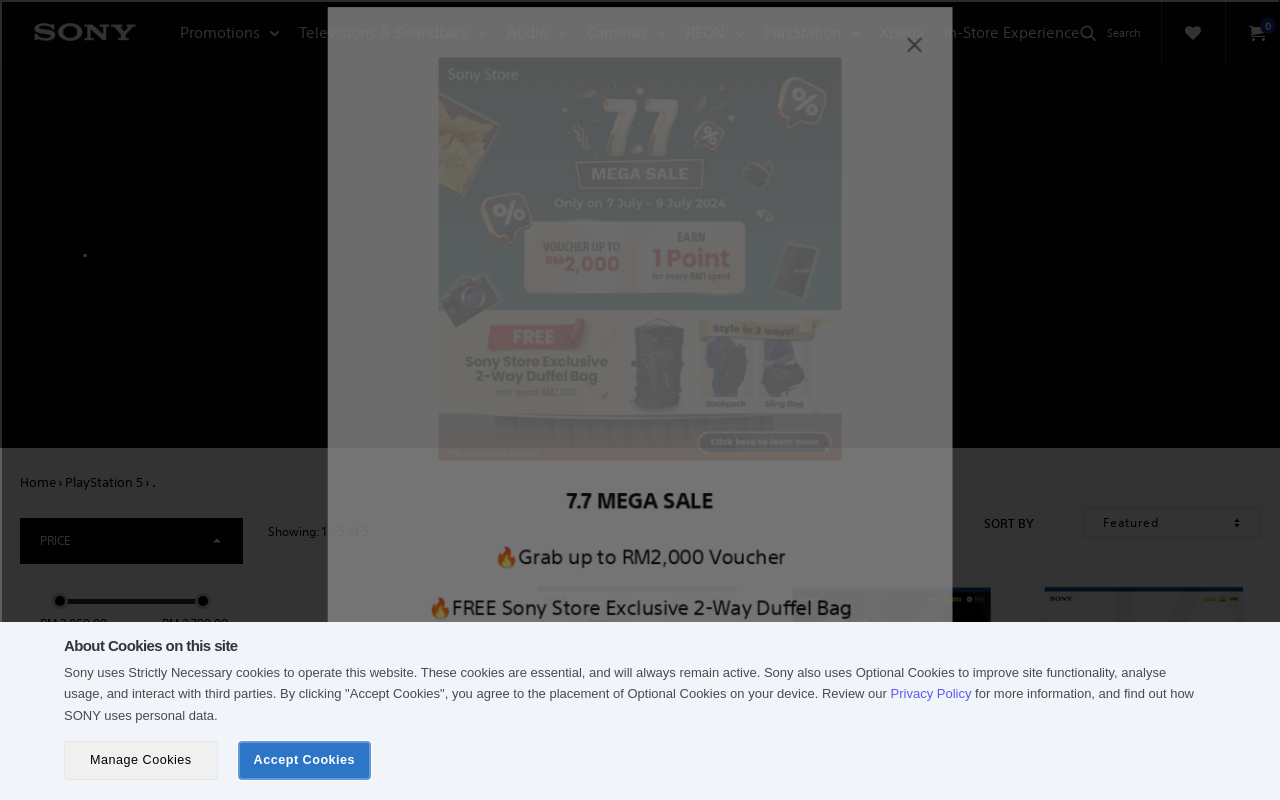 SONY
Promotions
Televisions & Soundbars
Audio
Cameras
REON
PlayStation
Xperia
In-Store Experience
Search
0
Sony Store
7.7
MEGA SALE
Only on 7 July – 9 July 2024
VOUCHER UP TO
RM2,000
EARN
1 Point
for every RM1 spent
FREE
Sony Store Exclusive
2-Way Duffel Bag
Style in 2 ways!
Backpack
Sling Bag
Click here to learn more
Home › PlayStation 5 › .
PRICE
Showing: 1 - 5 of 5
SORT BY
Featured
7.7 MEGA SALE
🔥Grab up to RM2,000 Voucher
🔥FREE Sony Store Exclusive 2-Way Duffel Bag
SONY
About Cookies on this site
Sony uses Strictly Necessary cookies to operate this website. These cookies are essential, and will always remain active. Sony also uses Optional Cookies to improve site functionality, analyse
usage, and interact with third parties. By clicking "Accept Cookies", you agree to the placement of Optional Cookies on your device. Review our Privacy Policy for more information, and find out how
SONY uses personal data.
Manage Cookies
Accept Cookies